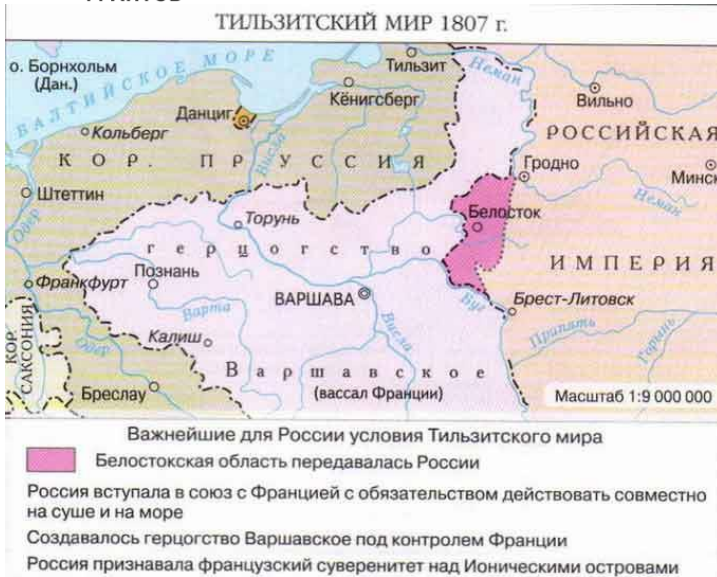 ТИЛЬЗИТСКИЙ МИР 1807 г.
о. Борнхольм
(Дан.)
БАЛТИЙСКОЕ МОРЕ
Тильзит
Неман
Данциг
Кёнигсберг
Вильно
Кольберг
Висла
РОССИЙСКАЯ
КОР. ПРУССИЯ
Гродно
Минск
Штеттин
Неман
Одер
Торунь
Белосток
герцогство
ИМПЕРИЯ
Франкфурт
Познань
ВАРШАВА
Буг
Брест-Литовск
Варта
Припять
Горынь
КОР.
САКСОНИЯ
Одер
Калиш
Висла
Варшавское
(вассал Франции)
Бреслау
Масштаб 1:9 000 000
Важнейшие для России условия Тильзитского мира
Белостокская область передавалась России
Россия вступала в союз с Францией с обязательством действовать совместно
на суше и на море
Создавалось герцогство Варшавское под контролем Франции
Россия признавала французский суверенитет над Ионическими островами